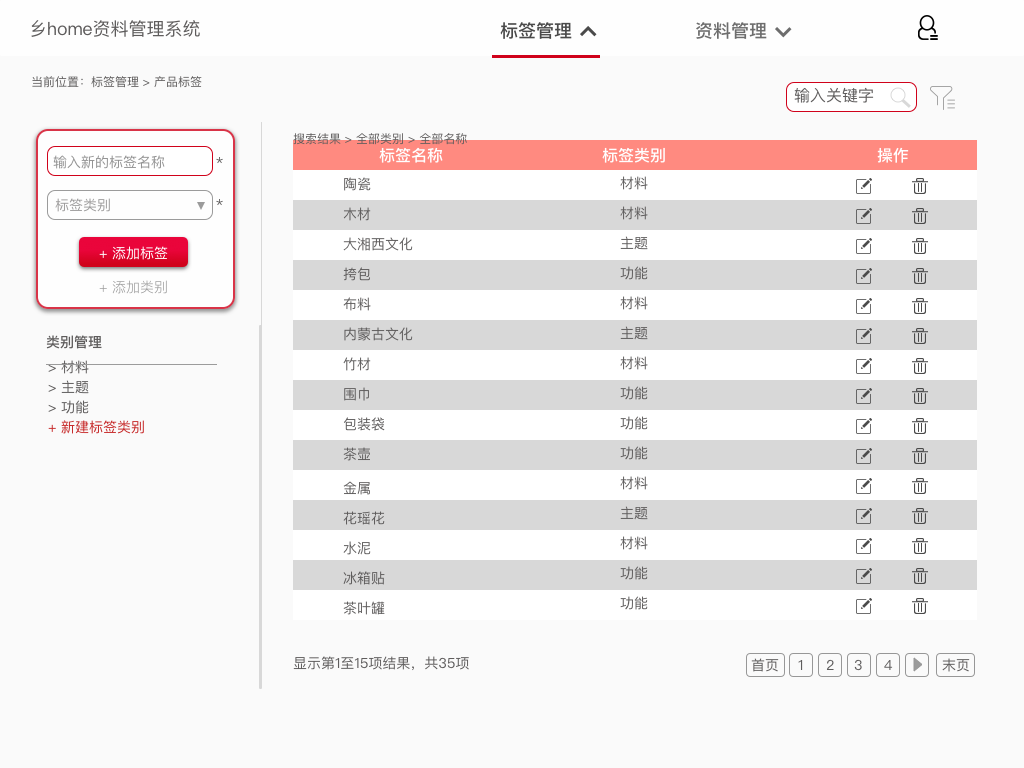 乡home资料管理系统
标签管理
资料管理
当前位置：标签管理 > 产品标签
输入关键字
输入新的标签名称 *
标签类别 ▼ *
+ 添加标签
+ 添加类别
类别管理
> 材料
> 主题
> 功能
+ 新建标签类别
搜索结果 > 全部类别 > 全部名称
标签名称 标签类别 操作
陶瓷 材料
木材 材料
大湘西文化 主题
挎包 功能
布料 材料
内蒙古文化 主题
竹材 材料
围巾 功能
包装袋 功能
茶壶 功能
金属 材料
花瑶花 主题
水泥 材料
冰箱贴 功能
茶叶罐 功能
显示第1至15项结果，共35项
首页 1 2 3 4 末页